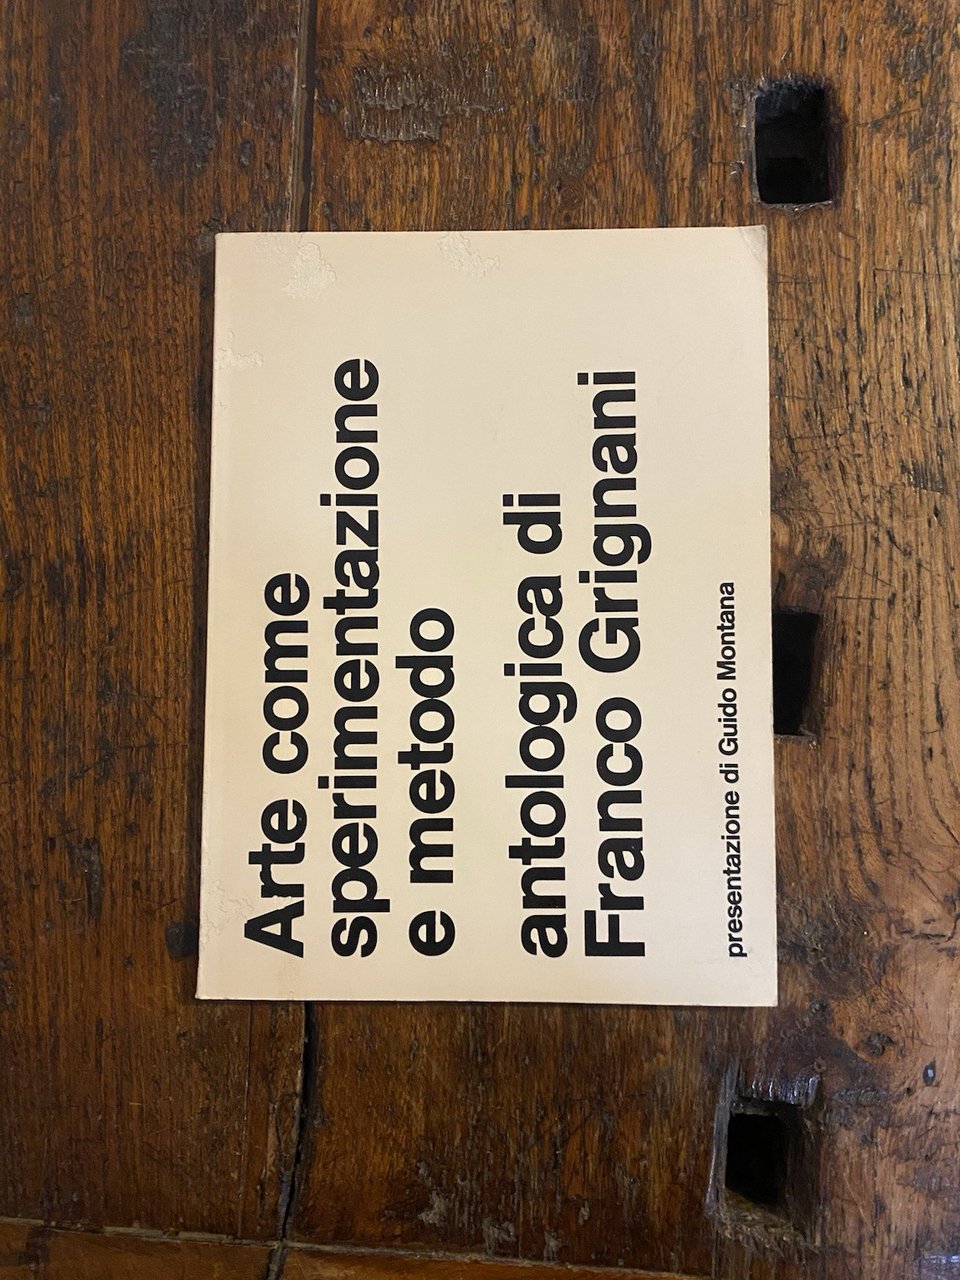 Arte come
sperimentazione
e metodo
antologica di
Franco Grignani
presentazione di Guido Montana